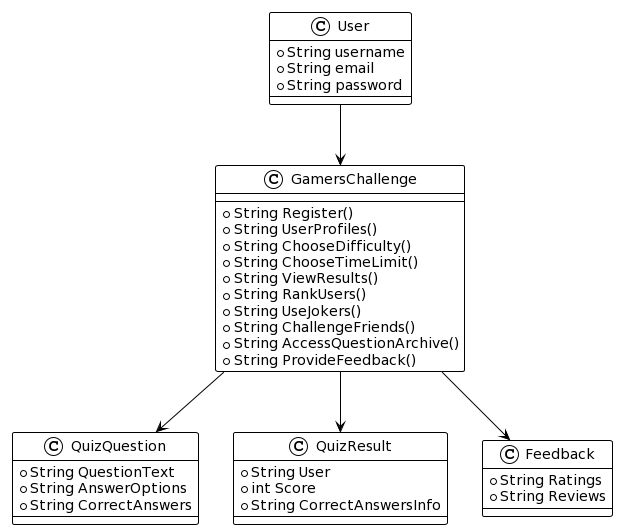 C User
String username
String email
String password
C GamersChallenge
String Register()
String UserProfiles()
String ChooseDifficulty()
String ChooseTimeLimit()
String ViewResults()
String RankUsers()
String UseJokers()
String ChallengeFriends()
String AccessQuestionArchive()
String ProvideFeedback()
C QuizQuestion
String QuestionText
String AnswerOptions
String CorrectAnswers
C QuizResult
String User
int Score
String CorrectAnswersInfo
C Feedback
String Ratings
String Reviews